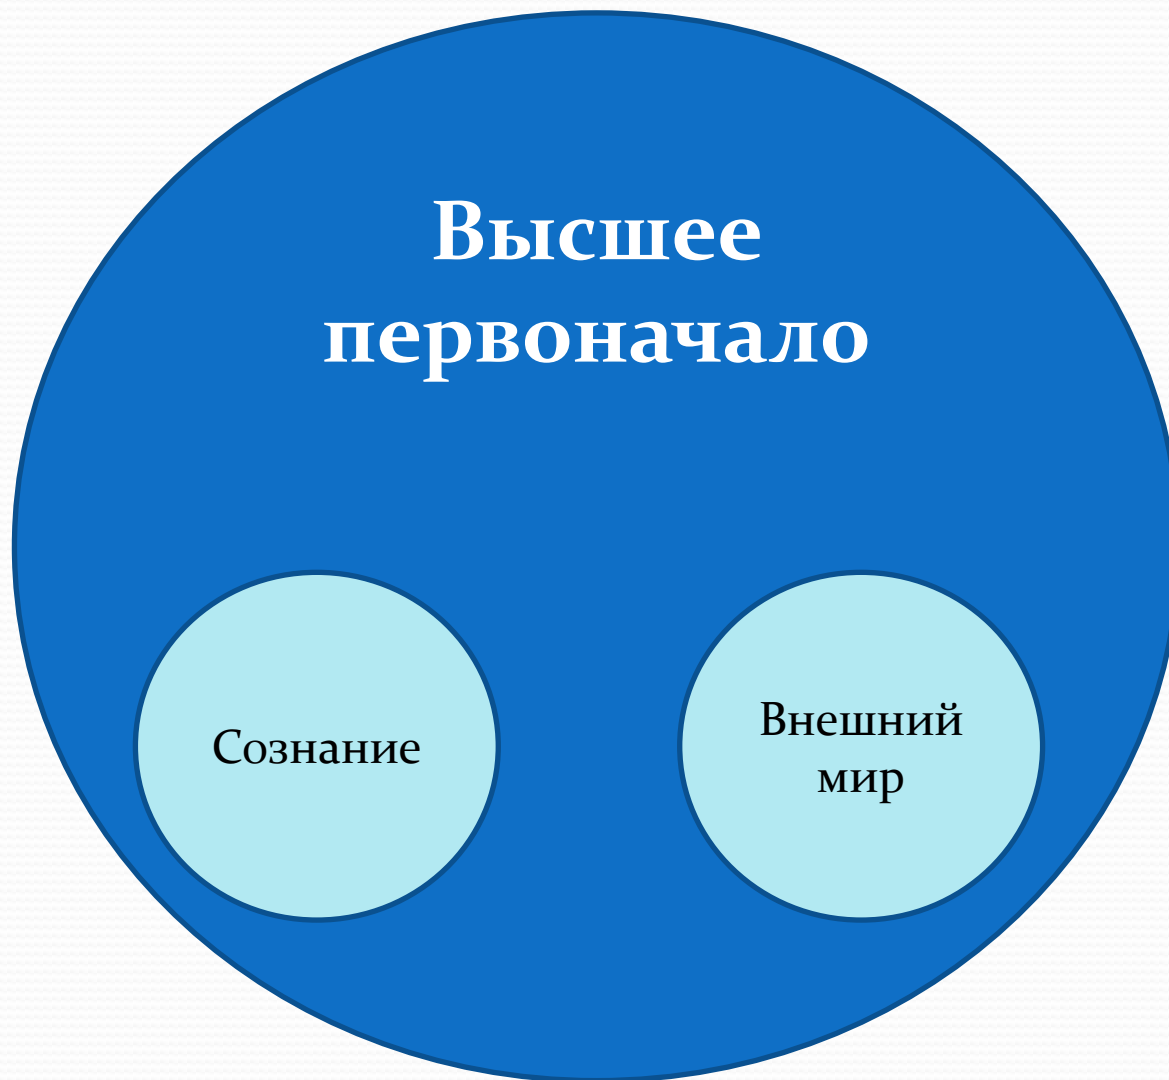 Высшее
первоначало
Сознание
Внешний
мир